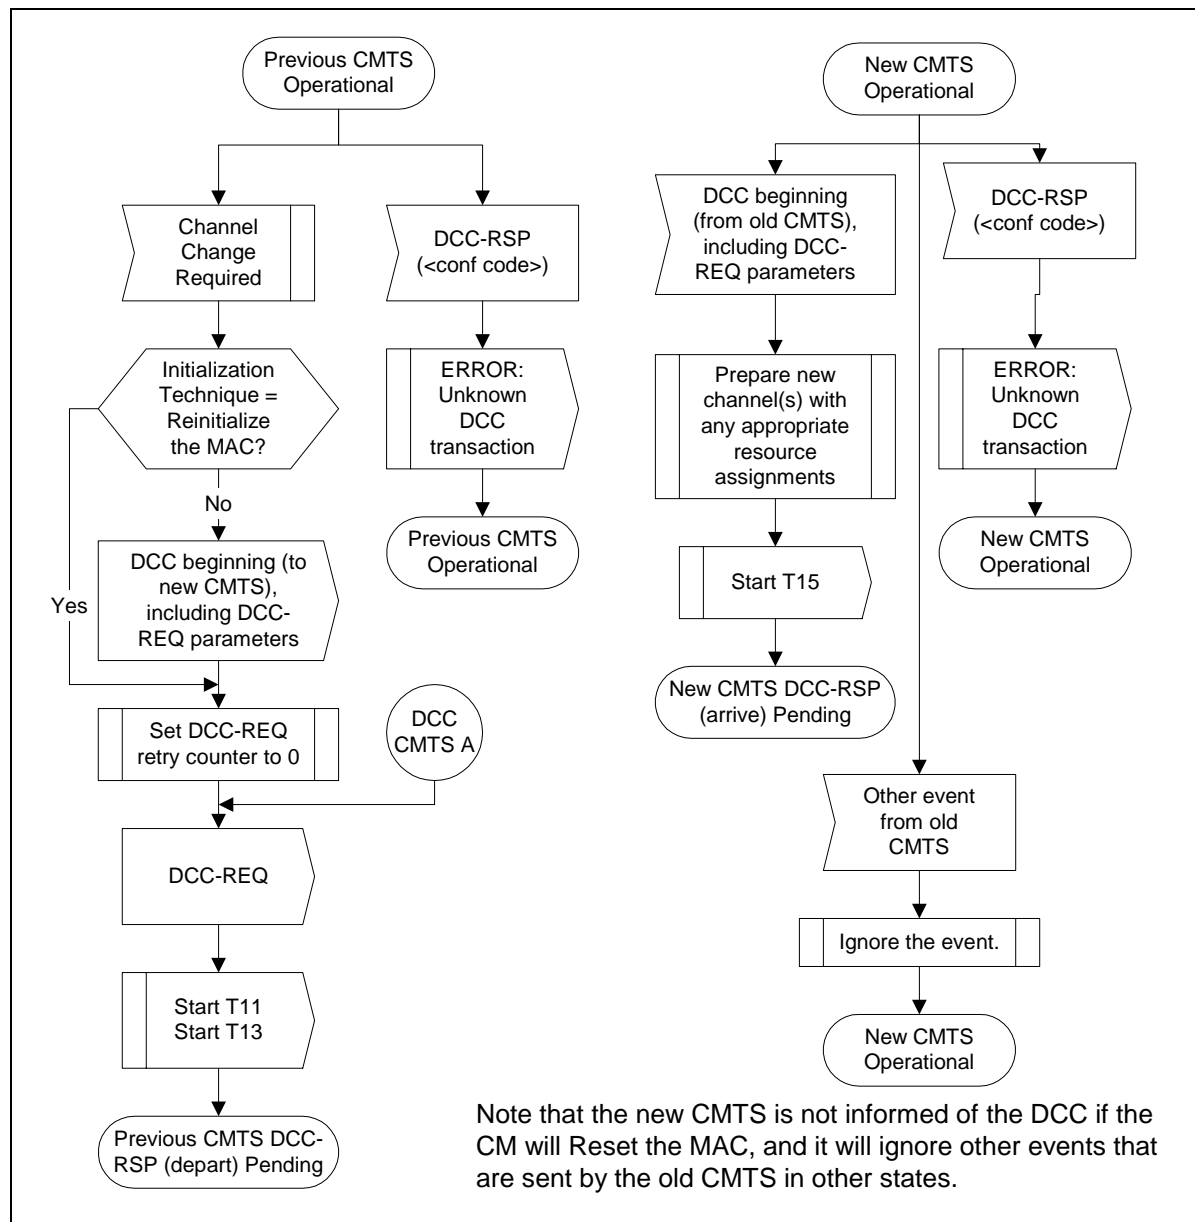 Previous CMTS
Operational
Channel
Change
Required
DCC-RSP
(<conf code>)
Initialization
Technique =
Reinitialize
the MAC?
ERROR:
Unknown
DCC
transaction
No
Previous CMTS
Operational
DCC beginning (to
new CMTS),
including DCC-
REQ parameters
Yes
Set DCC-REQ
retry counter to 0
DCC
CMTS A
DCC-REQ
Start T11
Start T13
Previous CMTS DCC-
RSP (depart) Pending
New CMTS
Operational
DCC beginning
(from old CMTS),
including DCC-
REQ parameters
DCC-RSP
(<conf code>)
Prepare new
channel(s) with
any appropriate
resource
assignments
ERROR:
Unknown
DCC
transaction
Start T15
New CMTS
Operational
New CMTS DCC-RSP
(arrive) Pending
Other event
from old
CMTS
Ignore the event.
New CMTS
Operational
Note that the new CMTS is not informed of the DCC if the
CM will Reset the MAC, and it will ignore other events that
are sent by the old CMTS in other states.